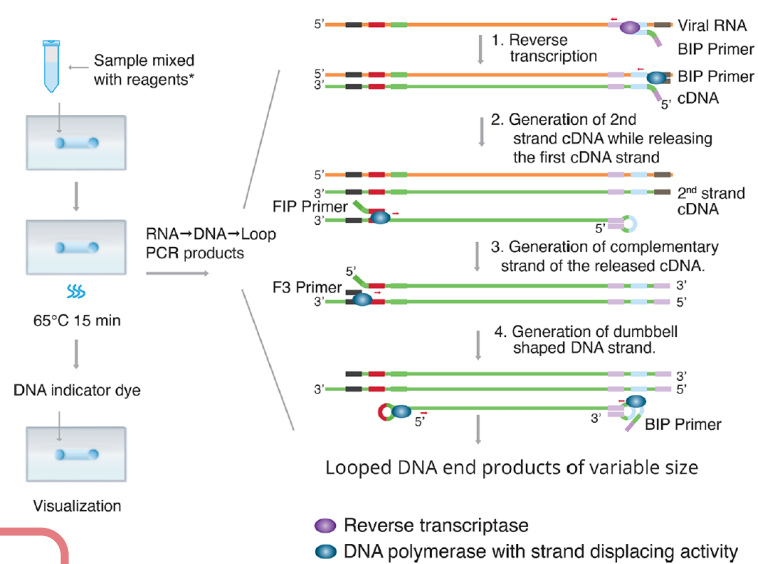 Sample mixed
with reagents*
RNA→DNA→Loop
PCR products
65°C 15 min
DNA indicator dye
Visualization
5’
Viral RNA
BIP Primer
1. Reverse
transcription
5’
3’
BIP Primer
cDNA
5’
2. Generation of 2nd
strand cDNA while releasing
the first cDNA strand
5’
3’
2nd strand
cDNA
FIP Primer
3’
5’
3. Generation of complementary
strand of the released cDNA.
5’
F3 Primer
3’
3’
5’
4. Generation of dumbbell
shaped DNA strand.
3’
3’
5’
5’
3’
BIP Primer
Looped DNA end products of variable size
Reverse transcriptase
DNA polymerase with strand displacing activity